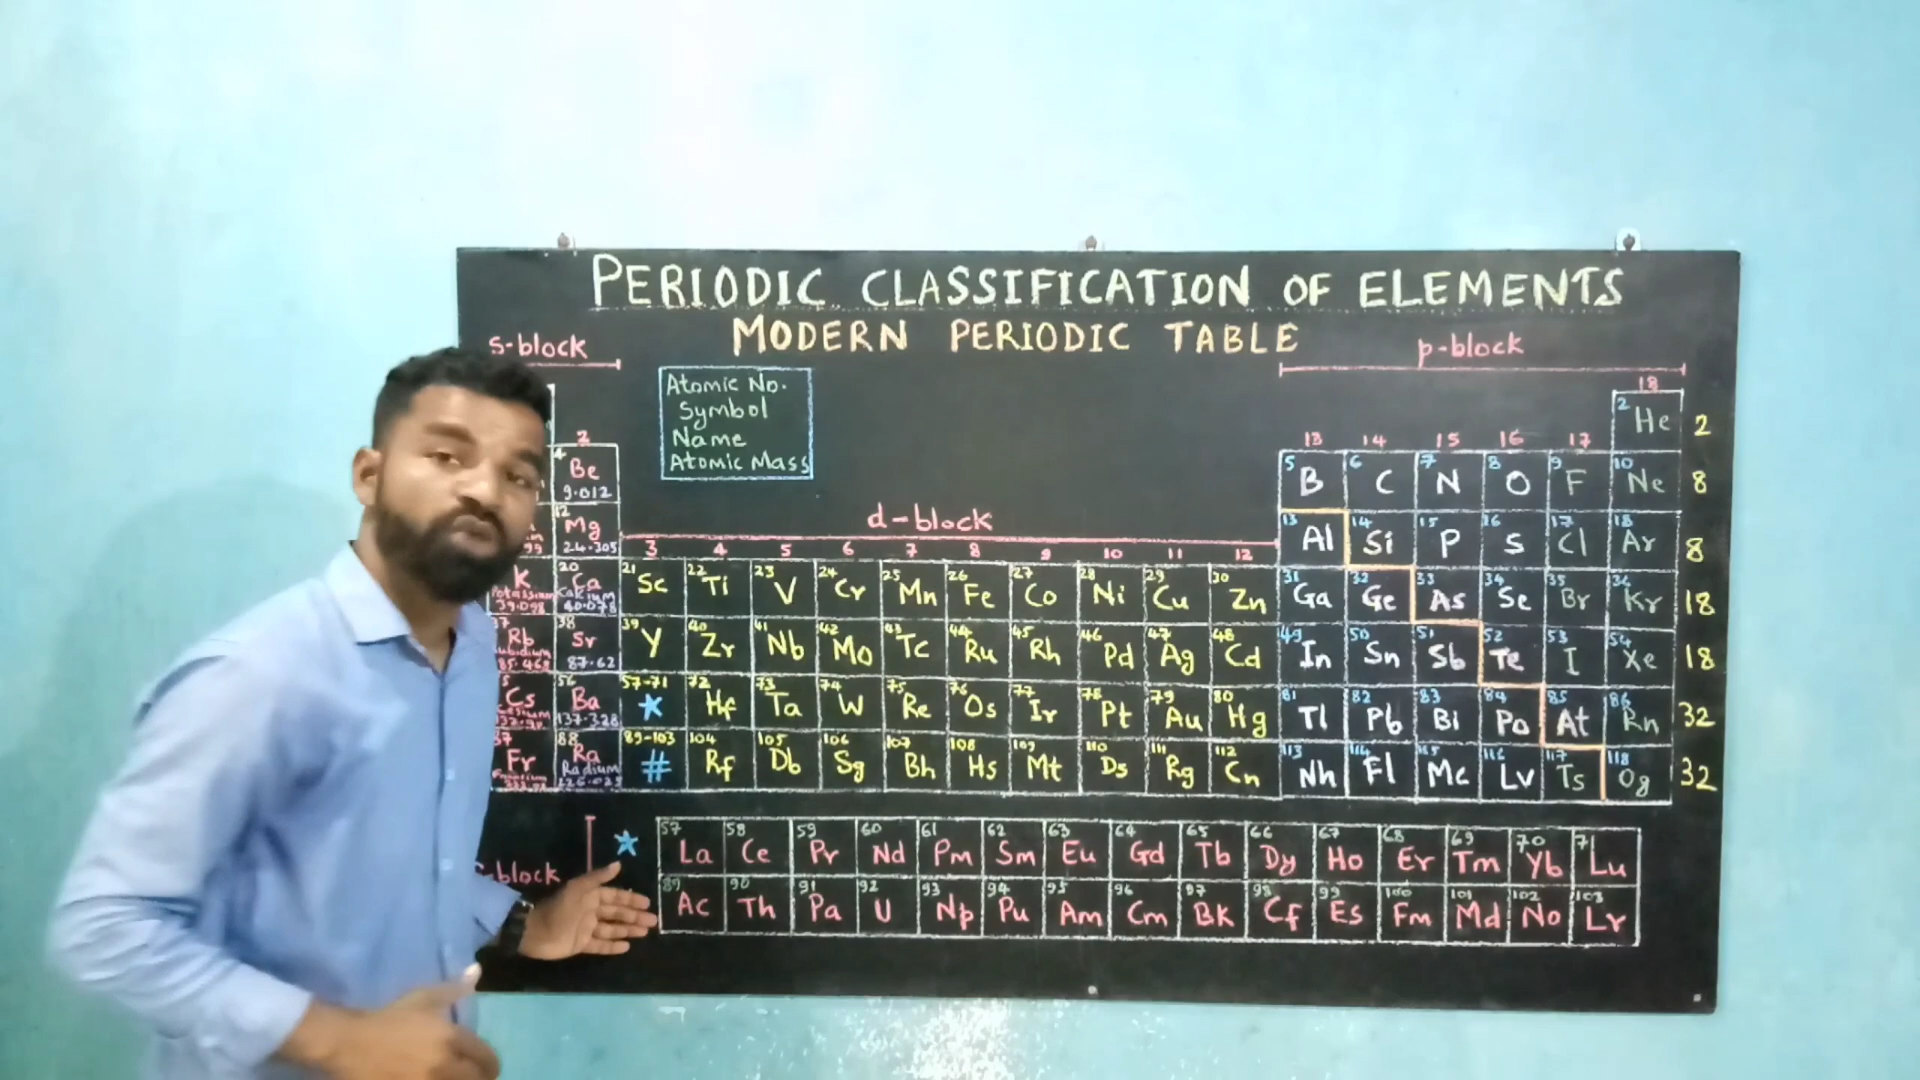 PERIODIC CLASSIFICATION OF ELEMENTS
MODERN PERIODIC TABLE
s-block
p-block
Atomic No.
Symbol
Name
Atomic Mass
18
2 He 2
2 13 14 15 16 17
4 Be 9.012 5 B 6 C 7 N 8 O 9 F 10 Ne 8
d-block
12 Mg 24.305 13 Al 14 Si 15 P 16 S 17 Cl 18 Ar 8
3 4 5 6 7 8 9 10 11 12
K Potassium 39.098 20 Ca Calcium 40.078 21 Sc 22 Ti 23 V 24 Cr 25 Mn 26 Fe 27 Co 28 Ni 29 Cu 30 Zn 31 Ga 32 Ge 33 As 34 Se 35 Br 36 Kr 18
37 Rb 85.468 38 Sr 87.62 39 Y 40 Zr 41 Nb 42 Mo 43 Tc 44 Ru 45 Rh 46 Pd 47 Ag 48 Cd 49 In 50 Sn 51 Sb 52 Te 53 I 54 Xe 18
Cs 56 Ba 137.328 57-71 * 72 Hf 73 Ta 74 W 75 Re 76 Os 77 Ir 78 Pt 79 Au 80 Hg 81 Tl 82 Pb 83 Bi 84 Po 85 At 86 Rn 32
87 Fr 88 Ra Radium 226.025 89-103 # 104 Rf 105 Db 106 Sg 107 Bh 108 Hs 109 Mt 110 Ds 111 Rg 112 Cn 113 Nh 114 Fl 115 Mc 116 Lv 117 Ts 118 Og 32
* 57 La 58 Ce 59 Pr 60 Nd 61 Pm 62 Sm 63 Eu 64 Gd 65 Tb 66 Dy 67 Ho 68 Er 69 Tm 70 Yb 71 Lu
-block
89 Ac 90 Th 91 Pa 92 U 93 Np 94 Pu 95 Am 96 Cm 97 BK 98 Cf 99 Es 100 Fm 101 Md 102 No 103 Lr